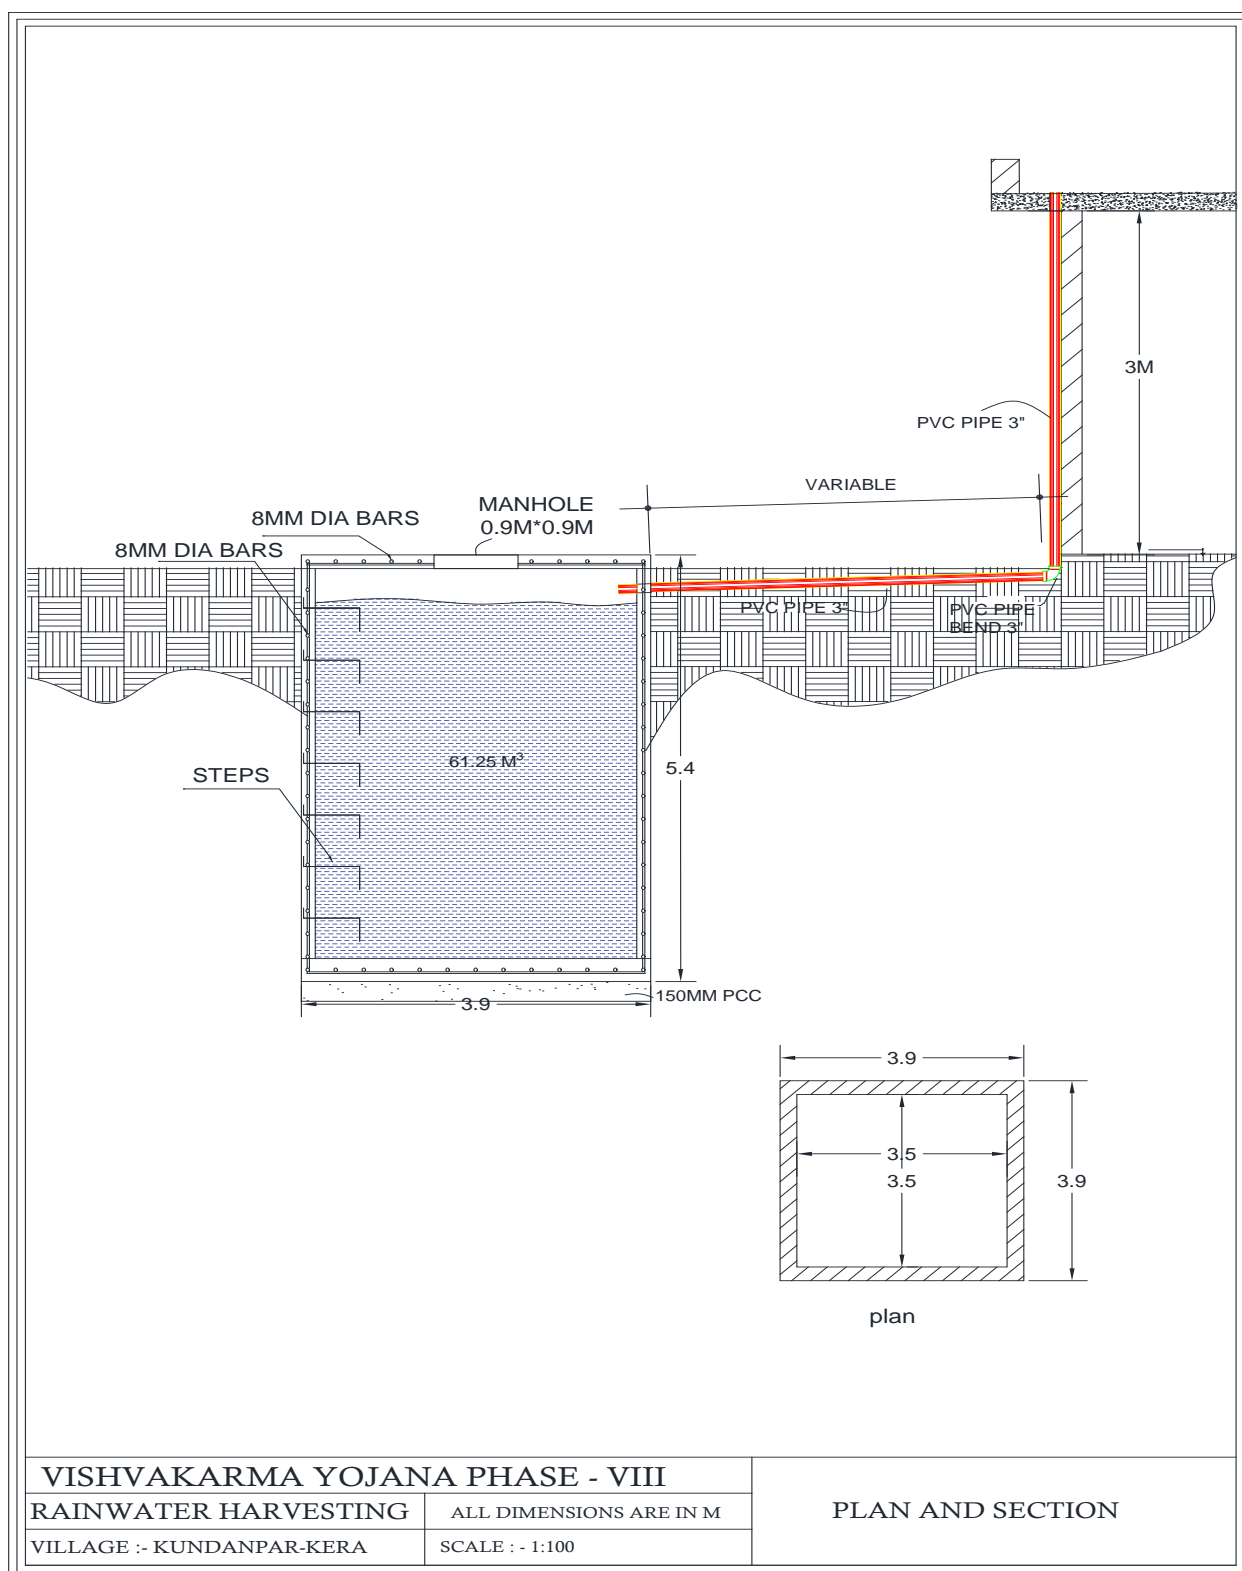 3M
PVC PIPE 3"
VARIABLE
MANHOLE
0.9M*0.9M
8MM DIA BARS
8MM DIA BARS
PVC PIPE 3"
PVC PIPE
BEND 3"
61.25 M³
5.4
STEPS
150MM PCC
3.9
3.9
3.5
3.5
3.9
plan
VISHVAKARMA YOJANA PHASE - VIII
RAINWATER HARVESTING
ALL DIMENSIONS ARE IN M
PLAN AND SECTION
VILLAGE :- KUNDANPAR-KERA
SCALE : - 1:100